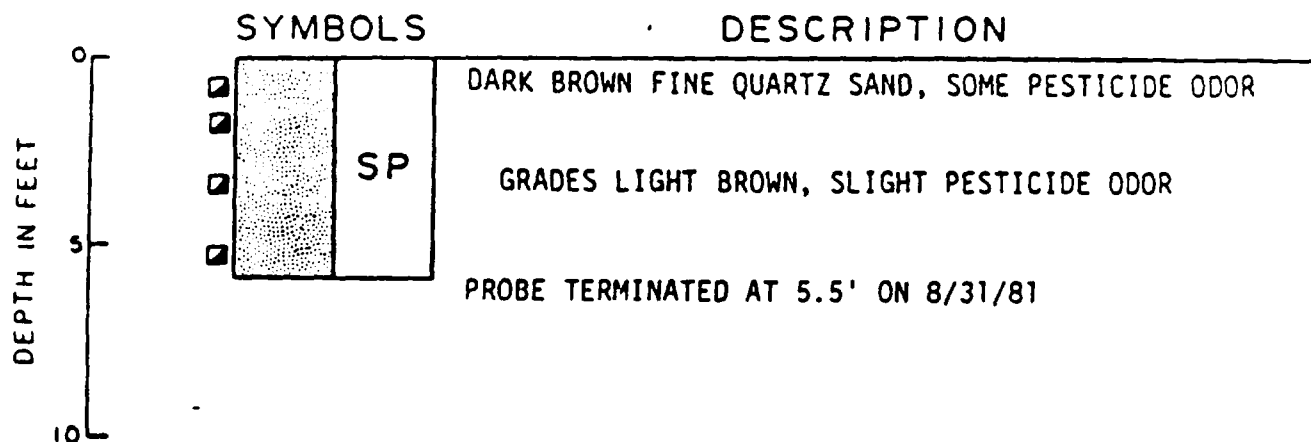 SYMBOLS DESCRIPTION
0
DARK BROWN FINE QUARTZ SAND, SOME PESTICIDE ODOR
SP
GRADES LIGHT BROWN, SLIGHT PESTICIDE ODOR
DEPTH IN FEET
5
PROBE TERMINATED AT 5.5' ON 8/31/81
10